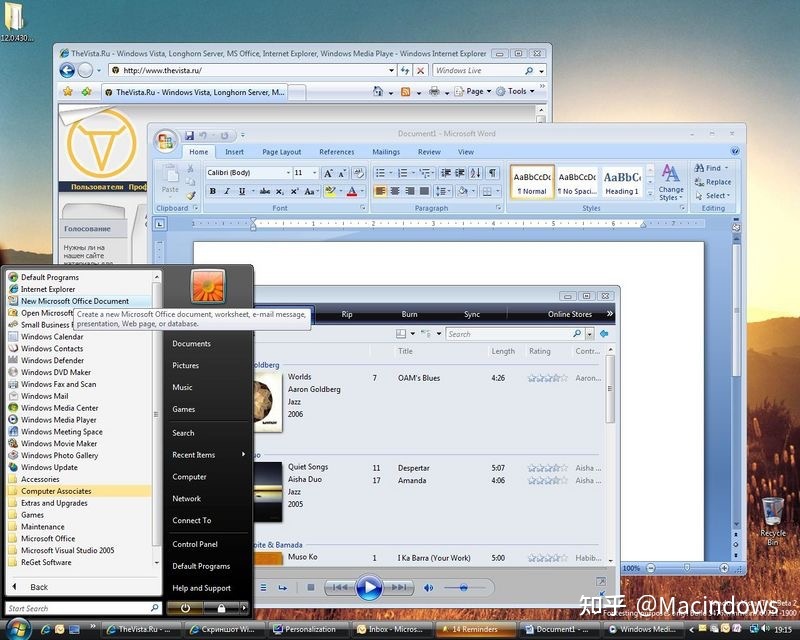 12.0.430...
TheVista.Ru - Windows Vista, Longhorn Server, MS Office, Internet Explorer, Windows Media Playe - Windows Internet Explorer
http://www.thevista.ru/
Windows Live
TheVista.Ru - Windows Vista, Longhorn Server, M...
Page
Tools
Пользователи Проф
Голосование
Нужны ли на
нашем сайте
Document1 - Microsoft Word
Home Insert Page Layout References Mailings Review View
Paste
Calibri (Body) 11
B I U abc x₂ x² Aa
AaBbCcDc AaBbCcDc AaBbCc
¶ Normal ¶ No Spaci... Heading 1
Change
Styles
Find
Replace
Select
Clipboard Font Paragraph Styles Editing
Default Programs
Internet Explorer
New Microsoft Office Document
Open Microsof
Small Business
Windows Calendar
Windows Contacts
Windows Defender
Windows DVD Maker
Windows Fax and Scan
Windows Mail
Windows Media Center
Windows Media Player
Windows Meeting Space
Windows Movie Maker
Windows Photo Gallery
Windows Update
Accessories
Computer Associates
Extras and Upgrades
Games
Maintenance
Microsoft Office
Microsoft Visual Studio 2005
ReGet Software
Back
Start Search
Create a new Microsoft Office document, worksheet, e-mail message,
presentation, Web page, or database.
Documents
Pictures
Music
Games
Search
Recent Items
Computer
Network
Connect To
Control Panel
Default Programs
Help and Support
Rip Burn Sync Online Stores
Search
Title Length Rating Contr...
oldberg
Worlds 7 OAM's Blues 4:26 Aaron...
Aaron Goldberg
Jazz
2006
uo
Quiet Songs 11 Despertar 5:07 Aisha ...
Aisha Duo 17 Amanda 4:06 Aisha ...
Jazz
2005
oite & Bamada
Muso Ko 1 I Ka Barra (Your Work) 5:00 Habib...
100%
Recycle
Bin
知乎 @Macindows
TheVista.Ru - ...
Скриншот Wi...
Personalization
Inbox - Micros...
14 Reminders
Document1 - ...
Windows Medi...
19:15